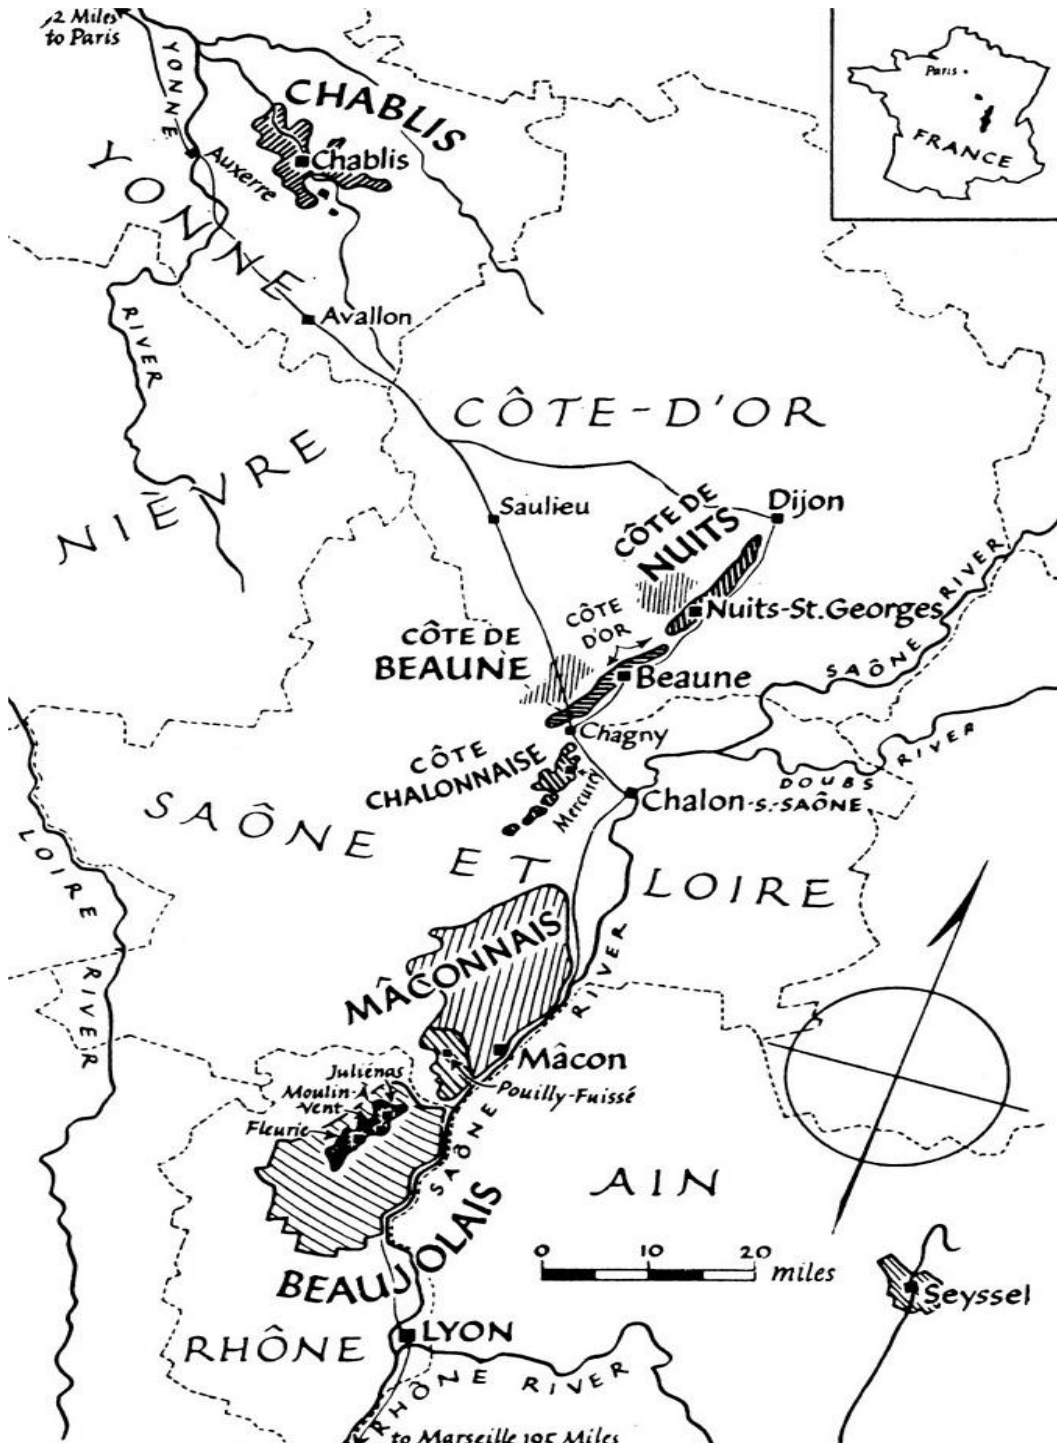 2 Miles
to Paris
YONNE
CHABLIS
Paris
FRANCE
Auxerre
Chablis
YONNE
RIVER
Avallon
CÔTE-D'OR
NIÈVRE
Saulieu
CÔTE DE
NUITS
Dijon
RIVER
SAÔNE
Nuits-St.Georges
CÔTE
D'OR
CÔTE DE
BEAUNE
Beaune
Chagny
RIVER
DOUBS
CÔTE
CHALONNAISE
Mercurey
Chalon-S.-SAÔNE
SAÔNE ET LOIRE
LOIRE
RIVER
MÂCONNAIS
RIVER
Mâcon
Pouilly-Fuissé
Juliénas
Moulin-À-
Vent
Fleurie
SAÔNE
AIN
BEAUJOLAIS
0 10 20
miles
Seyssel
RHÔNE
LYON
RHÔNE RIVER
to Marseille 195 Miles